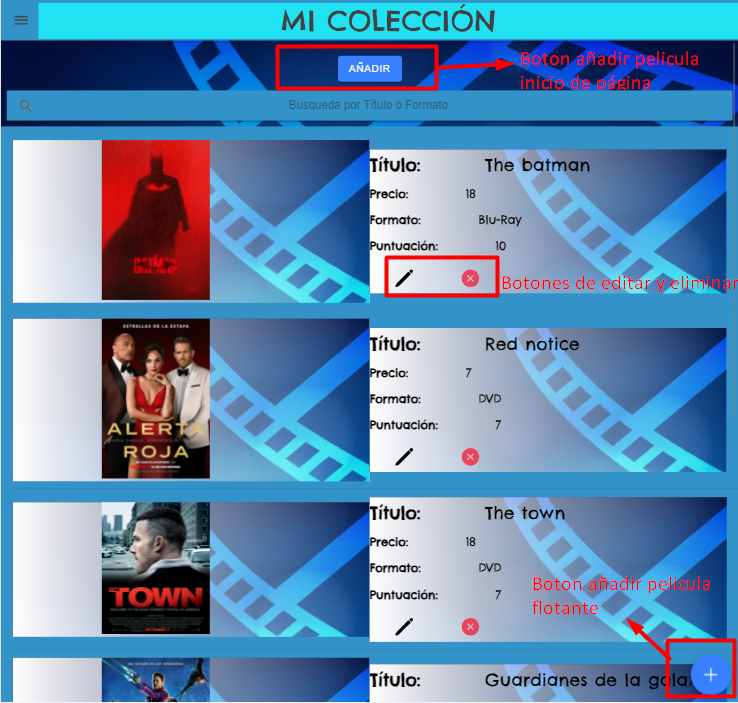 MI COLECCIÓN
AÑADIR
Boton añadir pelicula
inicio de página
Busqueda por Título o Formato
BATMAN
Título: The batman
Precio: 18
Formato: Blu-Ray
Puntuación: 10
Botones de editar y eliminar
ESTRELLAS DE LA ESTAFA
ALERTA
ROJA
Título: Red notice
Precio: 7
Formato: DVD
Puntuación: 7
TOWN
Título: The town
Precio: 18
Formato: DVD
Puntuación: 7
Boton añadir pelicula
flotante
Título: Guardianes de la gala